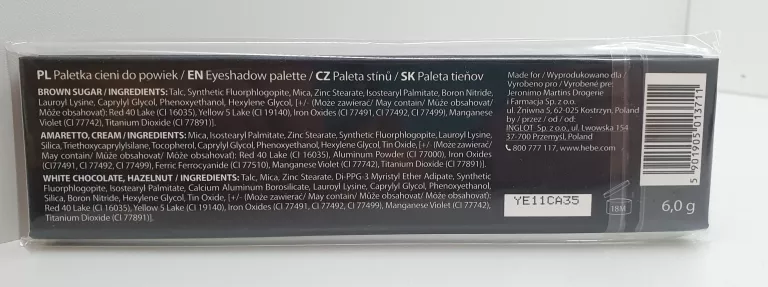 PL Paletka cieni do powiek / EN Eyeshadow palette / CZ Paleta stínů / SK Paleta tieňov
BROWN SUGAR / INGREDIENTS: Talc, Synthetic Fluorphlogopite, Mica, Zinc Stearate, Isostearyl Palmitate, Boron Nitride,
Lauroyl Lysine, Caprylyl Glycol, Phenoxyethanol, Hexylene Glycol, [+/- (Może zawierać/ May contain/ Může obsahovat/
Môže obsahovať): Red 40 Lake (CI 16035), Yellow 5 Lake (CI 19140), Iron Oxides (CI 77491, CI 77492, CI 77499), Manganese
Violet (CI 77742), Titanium Dioxide (CI 77891)].
AMARETTO, CREAM / INGREDIENTS: Mica, Isostearyl Palmitate, Zinc Stearate, Synthetic Fluorphlogopite, Lauroyl Lysine,
Silica, Triethoxycaprylylsilane, Tocopherol, Caprylyl Glycol, Phenoxyethanol, Hexylene Glycol, Tin Oxide, [+/- (Może zawierać/
May contain/ Může obsahovat/ Môže obsahovať): Red 40 Lake (CI 16035), Aluminum Powder (CI 77000), Iron Oxides
(CI77491, CI 77492, CI 77499), Ferric Ferrocyanide (CI 77510), Manganese Violet (CI 77742), Titanium Dioxide (CI 77891)].
WHITE CHOCOLATE, HAZELNUT / INGREDIENTS: Talc, Mica, Zinc Stearate, Di-PPG-3 Myristyl Ether Adipate, Synthetic
Fluorphlogopite, Isostearyl Palmitate, Calcium Aluminum Borosilicate, Lauroyl Lysine, Caprylyl Glycol, Phenoxyethanol,
Silica, Boron Nitride, Hexylene Glycol, Tin Oxide, [+/- (Może zawierać/ May contain/ Může obsahovat/ Môže obsahovať):
Red 40 Lake (CI 16035), Yellow 5 Lake (CI 19140), Iron Oxides (CI 77491, CI 77492, CI 77499), Manganese Violet (CI 77742),
Titanium Dioxide (CI 77891)].
Made for / Wyprodukowano dla /
Vyrobeno pro / Vyrobené pre:
Jeronimo Martins Drogerie
i Farmacja Sp. z o.o.
ul. Żniwna 5, 62-025 Kostrzyn, Poland
by / przez / od / od:
INGLOT Sp. z o.o., ul. Lwowska 154
37-700 Przemyśl, Poland
800 777 117, www.hebe.com
YE11CA35
18M
6,0 g
5 901905 013711